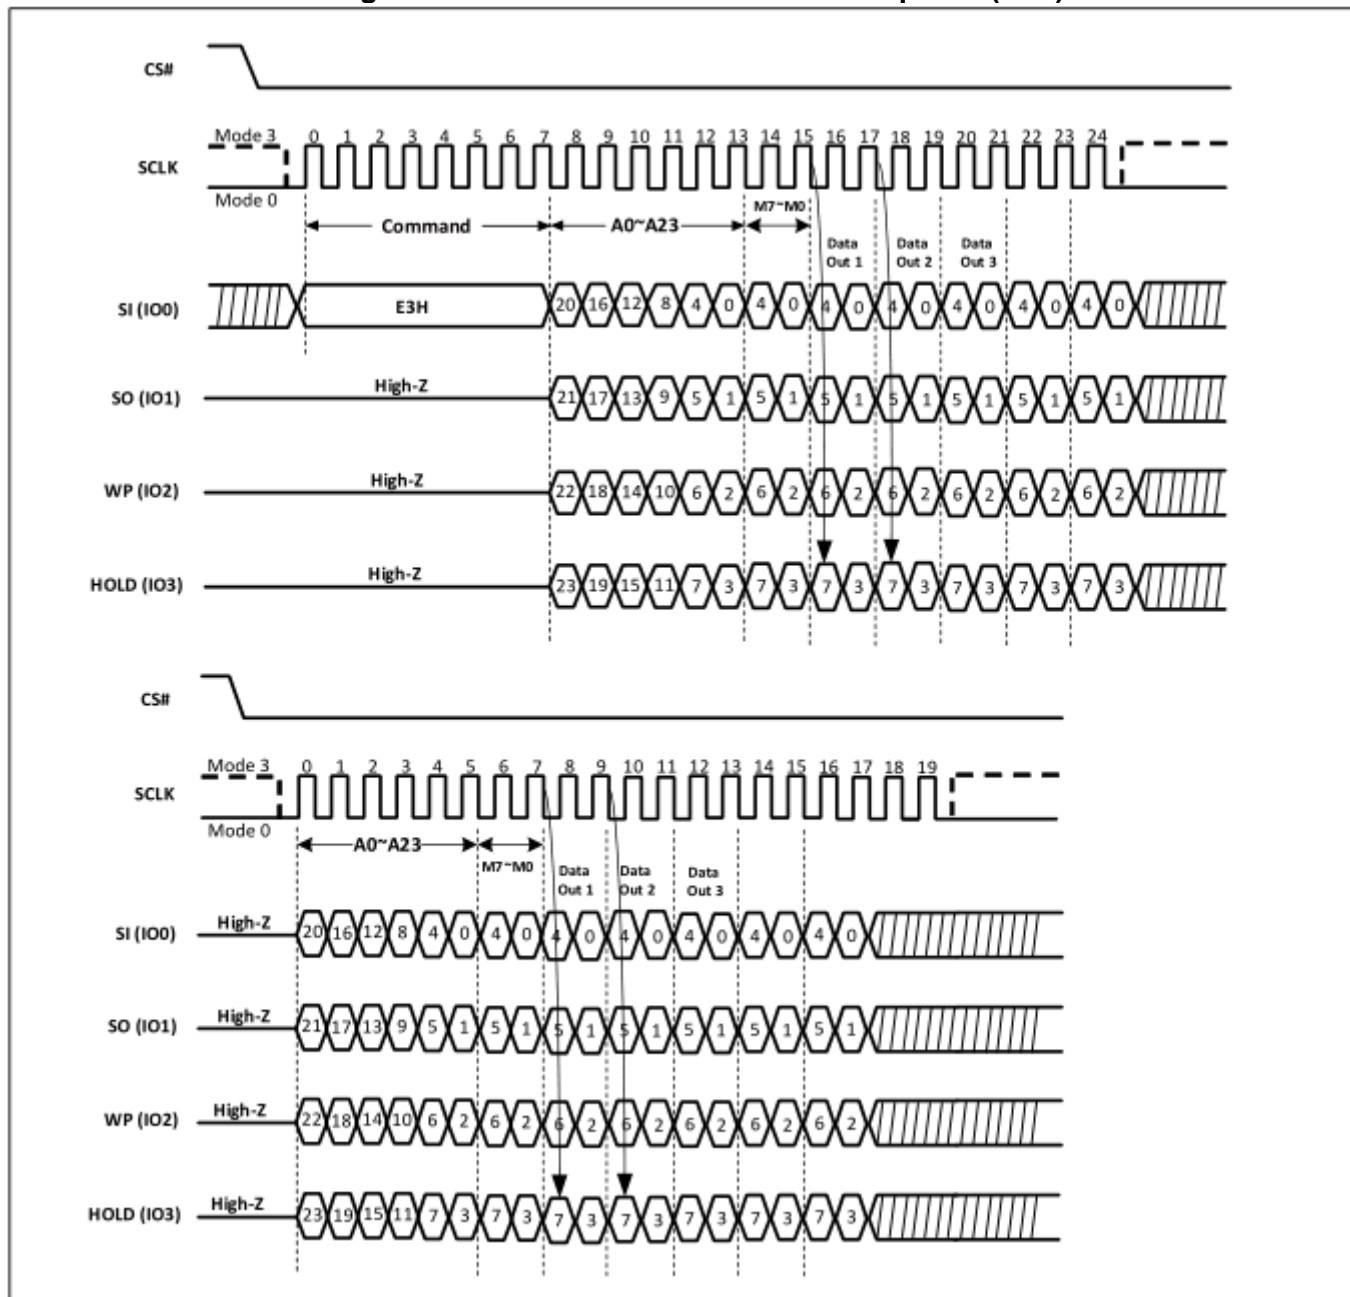 CS#
Mode 3 0 1 2 3 4 5 6 7 8 9 10 11 12 13 14 15 16 17 18 19 20 21 22 23 24
SCLK
Mode 0
Command A0~A23 M7~M0
Data Out 1 Data Out 2 Data Out 3
SI (IO0) E3H 20 16 12 8 4 0 4 0 4 0 4 0 4 0 4 0 4 0
SO (IO1) High-Z 21 17 13 9 5 1 5 1 5 1 5 1 5 1 5 1 5 1
WP (IO2) High-Z 22 18 14 10 6 2 6 2 6 2 6 2 6 2 6 2 6 2
HOLD (IO3) High-Z 23 19 15 11 7 3 7 3 7 3 7 3 7 3 7 3 7 3
CS#
Mode 3 0 1 2 3 4 5 6 7 8 9 10 11 12 13 14 15 16 17 18 19
SCLK
Mode 0
A0~A23 M7~M0
Data Out 1 Data Out 2 Data Out 3
SI (IO0) High-Z 20 16 12 8 4 0 4 0 4 0 4 0 4 0 4 0 4 0
SO (IO1) High-Z 21 17 13 9 5 1 5 1 5 1 5 1 5 1 5 1 5 1
WP (IO2) High-Z 22 18 14 10 6 2 6 2 6 2 6 2 6 2 6 2 6 2
HOLD (IO3) High-Z 23 19 15 11 7 3 7 3 7 3 7 3 7 3 7 3 7 3